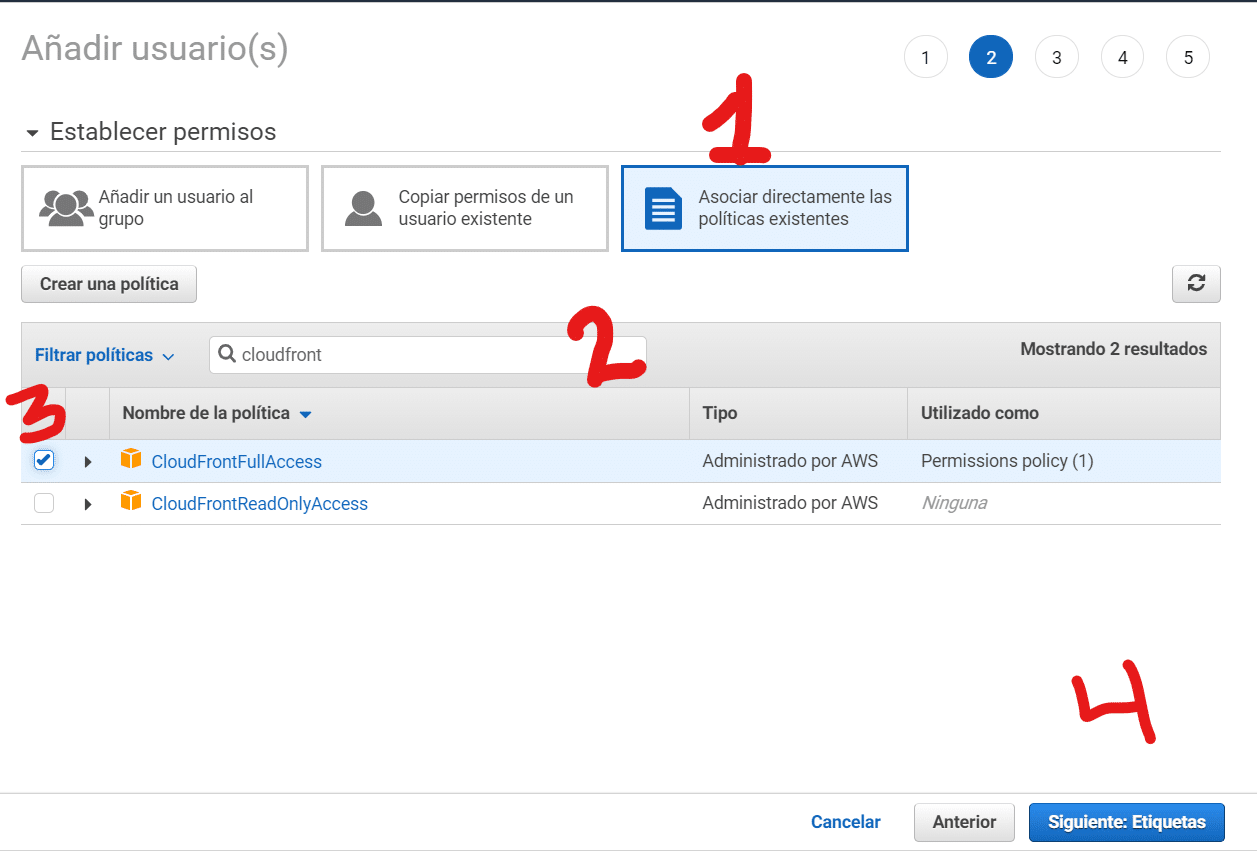 Añadir usuario(s)
1 2 3 4 5
1
Establecer permisos
Añadir un usuario al
grupo
Copiar permisos de un
usuario existente
Asociar directamente las
políticas existentes
Crear una política
2
Filtrar políticas
cloudfront
Mostrando 2 resultados
3
Nombre de la política Tipo Utilizado como
CloudFrontFullAccess Administrado por AWS Permissions policy (1)
CloudFrontReadOnlyAccess Administrado por AWS Ninguna
4
Cancelar Anterior Siguiente: Etiquetas